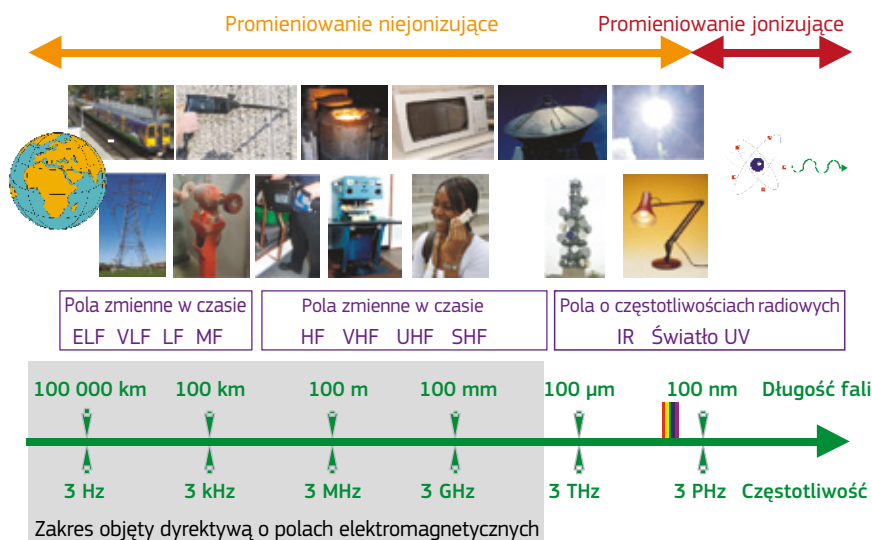 Promieniowanie niejonizujące Promieniowanie jonizujące
Pola zmienne w czasie Pola zmienne w czasie Pola o częstotliwościach radiowych
ELF VLF LF MF HF VHF UHF SHF IR Światło UV
100 000 km 100 km 100 m 100 mm 100 µm 100 nm Długość fali
3 Hz 3 kHz 3 MHz 3 GHz 3 THz 3 PHz Częstotliwość
Zakres objęty dyrektywą o polach elektromagnetycznych